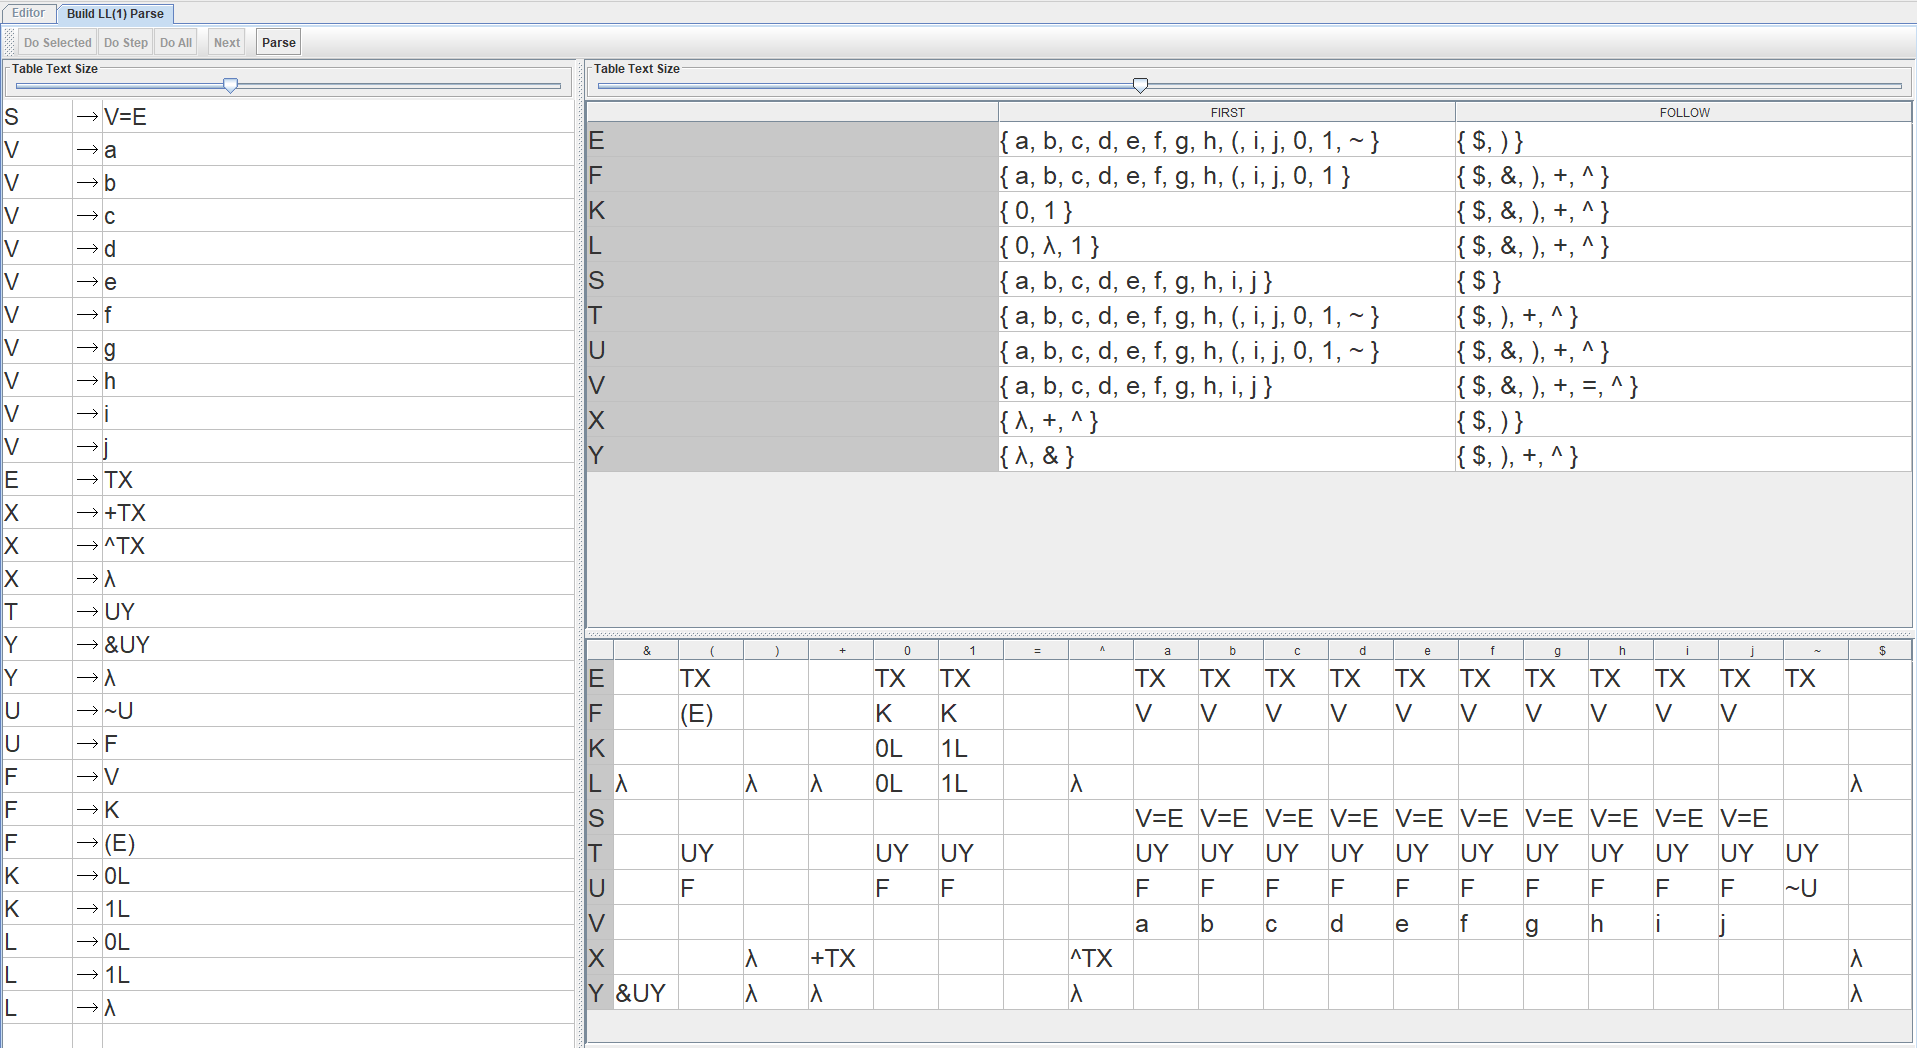 Editor Build LL(1) Parse
Do Selected Do Step Do All Next Parse
Table Text Size
S → V=E
V → a
V → b
V → c
V → d
V → e
V → f
V → g
V → h
V → i
V → j
E → TX
X → +TX
X → ^TX
X → λ
T → UY
Y → &UY
Y → λ
U → ~U
U → F
F → V
F → K
F → (E)
K → 0L
K → 1L
L → 0L
L → 1L
L → λ
Table Text Size
FIRST FOLLOW
E { a, b, c, d, e, f, g, h, (, i, j, 0, 1, ~ } { $, ) }
F { a, b, c, d, e, f, g, h, (, i, j, 0, 1 } { $, &, ), +, ^ }
K { 0, 1 } { $, &, ), +, ^ }
L { 0, λ, 1 } { $, &, ), +, ^ }
S { a, b, c, d, e, f, g, h, i, j } { $ }
T { a, b, c, d, e, f, g, h, (, i, j, 0, 1, ~ } { $, ), +, ^ }
U { a, b, c, d, e, f, g, h, (, i, j, 0, 1, ~ } { $, &, ), +, ^ }
V { a, b, c, d, e, f, g, h, i, j } { $, &, ), +, =, ^ }
X { λ, +, ^ } { $, ) }
Y { λ, & } { $, ), +, ^ }
& ( ) + 0 1 = ^ a b c d e f g h i j ~ $
E TX TX TX TX TX TX TX TX TX TX TX TX TX TX
F (E) K K V V V V V V V V V V
K 0L 1L
L λ λ λ 0L 1L λ λ
S V=E V=E V=E V=E V=E V=E V=E V=E V=E V=E
T UY UY UY UY UY UY UY UY UY UY UY UY UY UY
U F F F F F F F F F F F F F ~U
V a b c d e f g h i j
X λ +TX ^TX λ
Y &UY λ λ λ λ